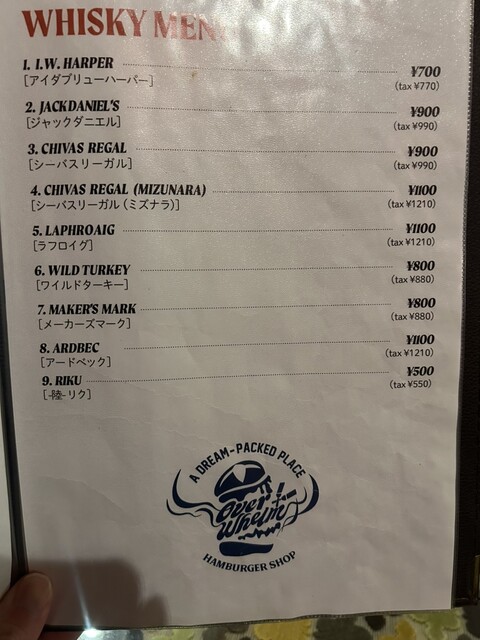 WHISKY MENU
1. I.W. HARPER ¥700
[アイダブリューハーパー] (tax ¥770)
2. JACK DANIEL'S ¥900
[ジャックダニエル] (tax ¥990)
3. CHIVAS REGAL ¥900
[シーバスリーガル] (tax ¥990)
4. CHIVAS REGAL (MIZUNARA) ¥1100
[シーバスリーガル (ミズナラ)] (tax ¥1210)
5. LAPHROAIG ¥1100
[ラフロイグ] (tax ¥1210)
6. WILD TURKEY ¥800
[ワイルドターキー] (tax ¥880)
7. MAKER'S MARK ¥800
[メーカーズマーク] (tax ¥880)
8. ARDBEC ¥1100
[アードベック] (tax ¥1210)
9. RIKU ¥500
[-陸- リク] (tax ¥550)
A DREAM-PACKED PLACE
Over
Whelm!
HAMBURGER SHOP